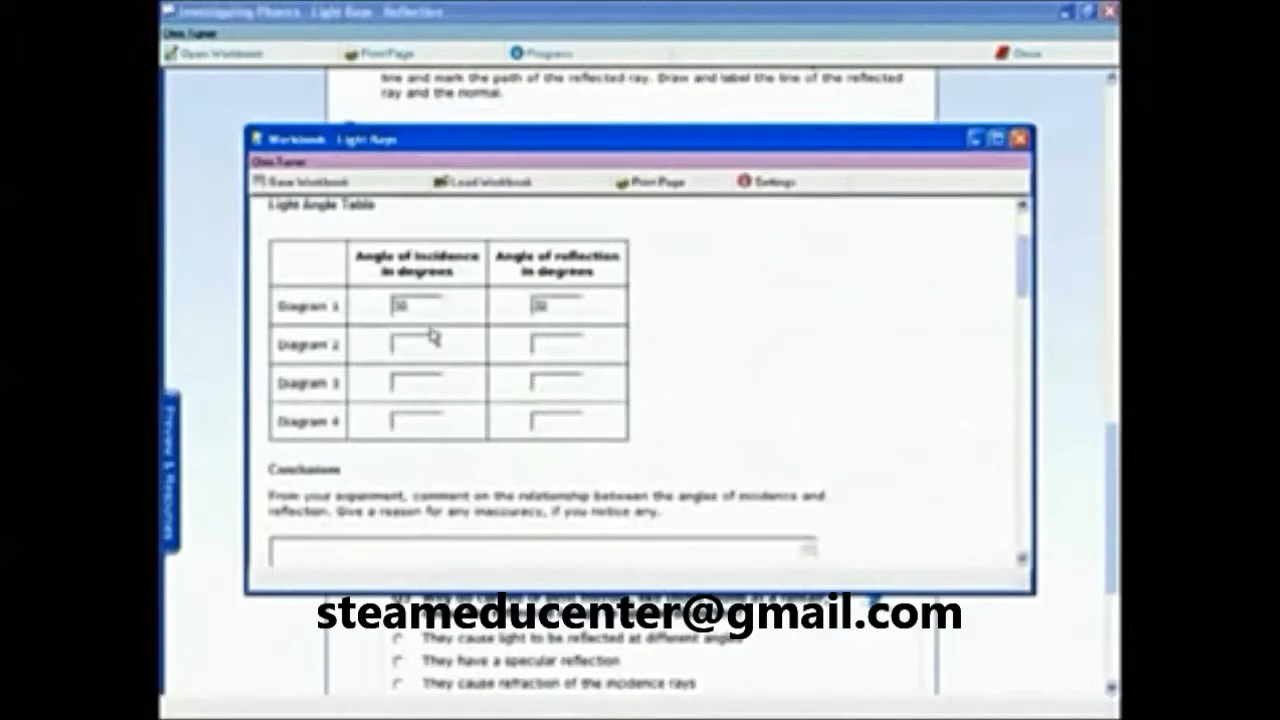 Investigating Physics - Light Rays - Reflection
Open Workbook Print Page Progress Close
line and mark the path of the reflected ray. Draw and label the line of the reflected
ray and the normal.
Workbook - Light Rays
Save Workbook Load Workbook Print Page Settings
Light Angle Table
Angle of incidence
in degrees
Angle of reflection
in degrees
Diagram 1
Diagram 2
Diagram 3
Diagram 4
Conclusions
From your experiment, comment on the relationship between the angles of incidence and
reflection. Give a reason for any inaccuracy, if you notice any.
Preview & Resources
steameducenter@gmail.com
They cause light to be reflected at different angles
They have a specular reflection
They cause refraction of the incidence rays